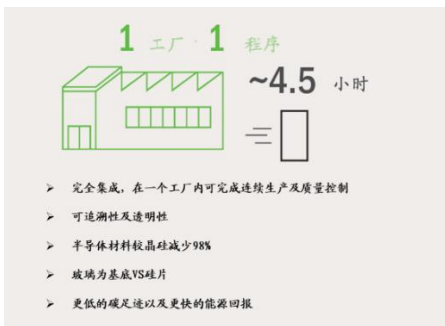 1 工厂 · 1 程序
~4.5 小时
➢ 完全集成，在一个工厂内可完成连续生产及质量控制
➢ 可追溯性及透明性
➢ 半导体材料较晶硅减少98%
➢ 玻璃为基底VS硅片
➢ 更低的碳足迹以及更快的能源回报